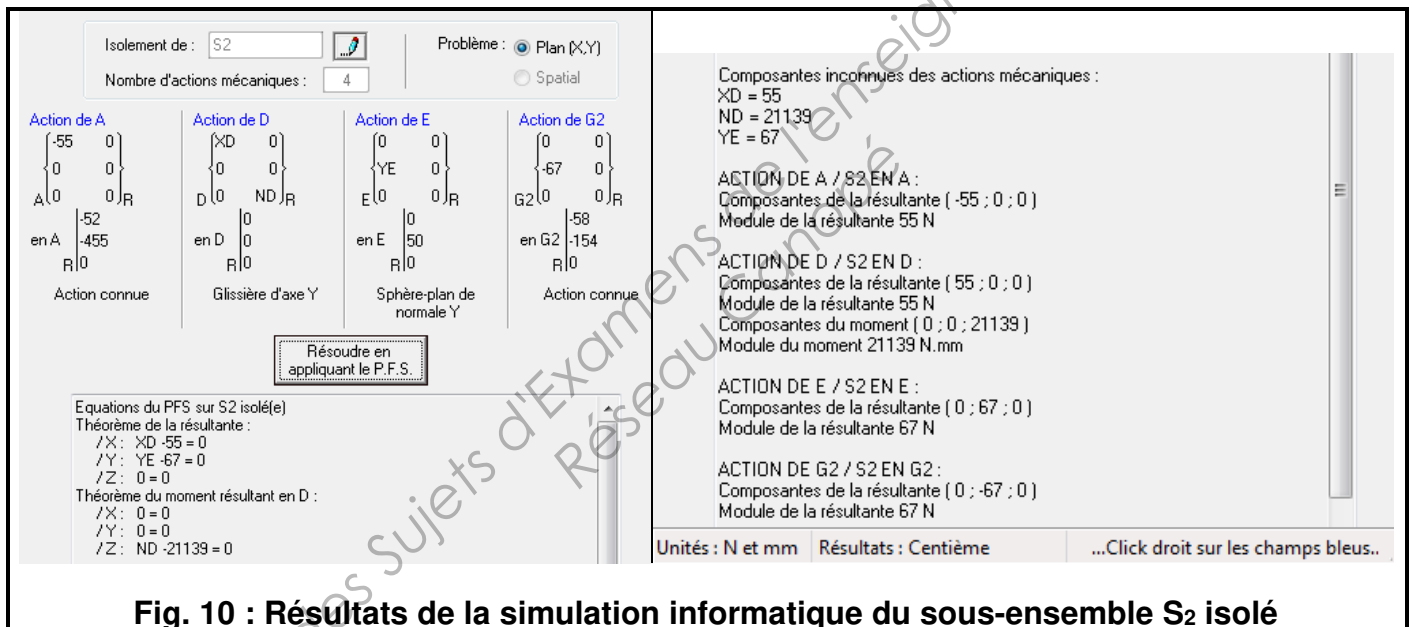 Isolement de : S2
Problème : Plan (X,Y)
Nombre d'actions mécaniques : 4
Spatial
Action de A Action de D Action de E Action de G2
-55 0 XD 0 0 0 0 0
0 0 0 0 YE 0 -67 0
A 0 0 R D 0 ND R E 0 0 R G2 0 0 R
-52 0 0 -58
en A -455 en D 0 en E 50 en G2 -154
R 0 R 0 R 0 R 0
Action connue Glissière d'axe Y Sphère-plan de Action connue
normale Y
Résoudre en
appliquant le P.F.S.
Equations du PFS sur S2 isolé(e)
Théorème de la résultante :
/X : XD -55 = 0
/Y : YE -67 = 0
/Z : 0 = 0
Théorème du moment résultant en D :
/X : 0 = 0
/Y : 0 = 0
/Z : ND -21139 = 0
Composantes inconnues des actions mécaniques :
XD = 55
ND = 21139
YE = 67
ACTION DE A / S2 EN A :
Composantes de la résultante ( -55 ; 0 ; 0 )
Module de la résultante 55 N
ACTION DE D / S2 EN D :
Composantes de la résultante ( 55 ; 0 ; 0 )
Module de la résultante 55 N
Composantes du moment ( 0 ; 0 ; 21139 )
Module du moment 21139 N.mm
ACTION DE E / S2 EN E :
Composantes de la résultante ( 0 ; 67 ; 0 )
Module de la résultante 67 N
ACTION DE G2 / S2 EN G2 :
Composantes de la résultante ( 0 ; -67 ; 0 )
Module de la résultante 67 N
Unités : N et mm Résultats : Centième ...Click droit sur les champs bleus..
Fig. 10 : Résultats de la simulation informatique du sous-ensemble S2 isolé
Sujets d'Examens de l'enseig
Réseau Canopé